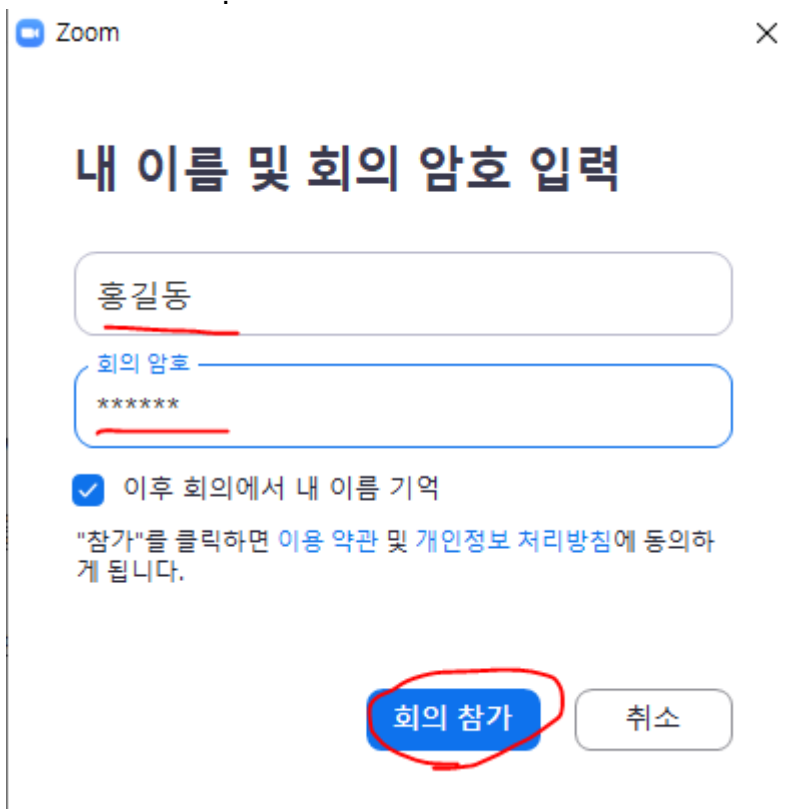 Zoom
내 이름 및 회의 암호 입력
홍길동
회의 암호
******
이후 회의에서 내 이름 기억
"참가"를 클릭하면 이용 약관 및 개인정보 처리방침에 동의하
게 됩니다.
회의 참가
취소